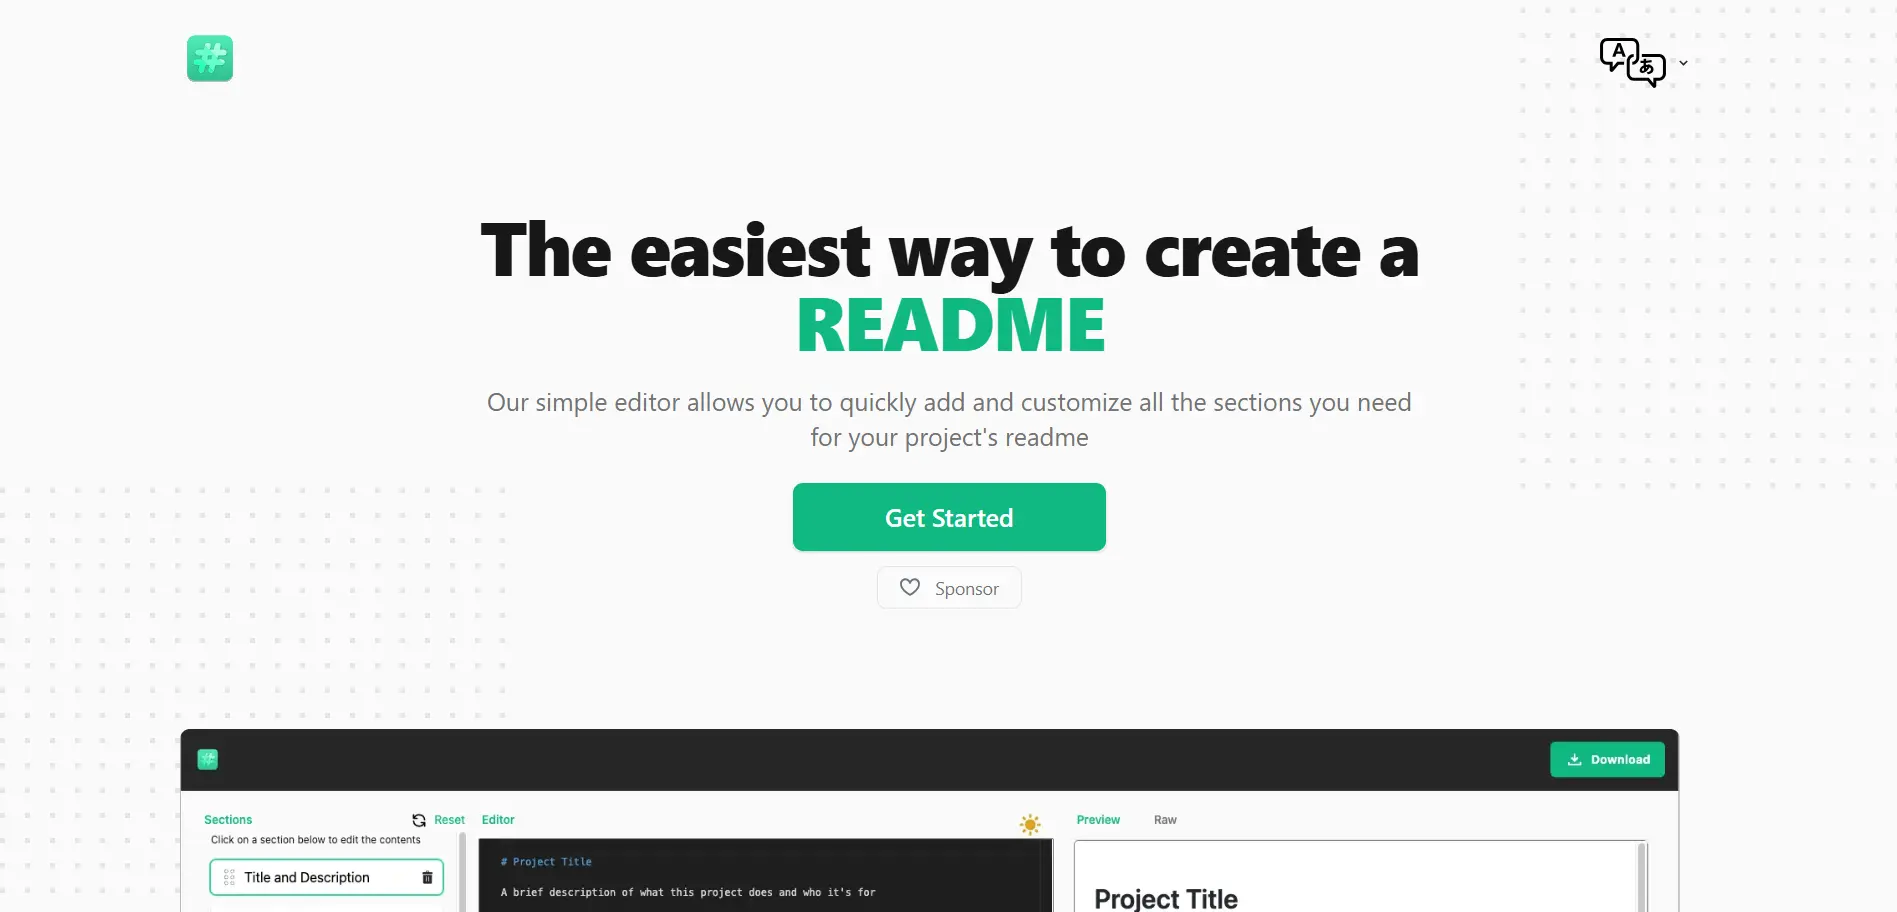 #
A あ
The easiest way to create a
README
Our simple editor allows you to quickly add and customize all the sections you need
for your project's readme
Get Started
Sponsor
#
Download
Sections
Reset
Editor
Preview
Raw
Click on a section below to edit the contents
Title and Description
# Project Title
A brief description of what this project does and who it's for
Project Title